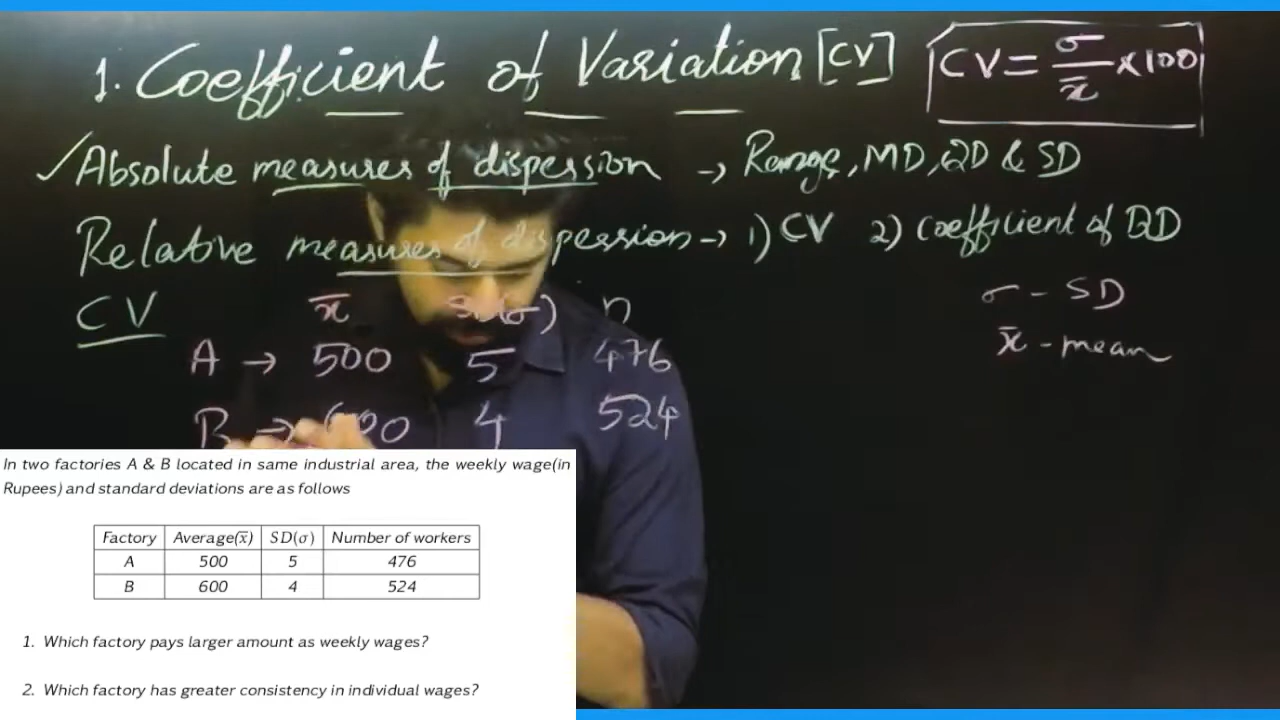 1. Coefficient of Variation [CV]
CV = σ/x̄ × 100
✓ Absolute measures of dispession → Range, MD, QD & SD
Relative measures of dispession → 1) CV 2) Coefficient of QD
σ - SD
x̄ - mean
CV x̄ SD(σ) n
A → 500 5 476
B → 600 4 524
In two factories A & B located in same industrial area, the weekly wage(in
Rupees) and standard deviations are as follows
Factory Average(x̄) SD(σ) Number of workers
A 500 5 476
B 600 4 524
1. Which factory pays larger amount as weekly wages?
2. Which factory has greater consistency in individual wages?